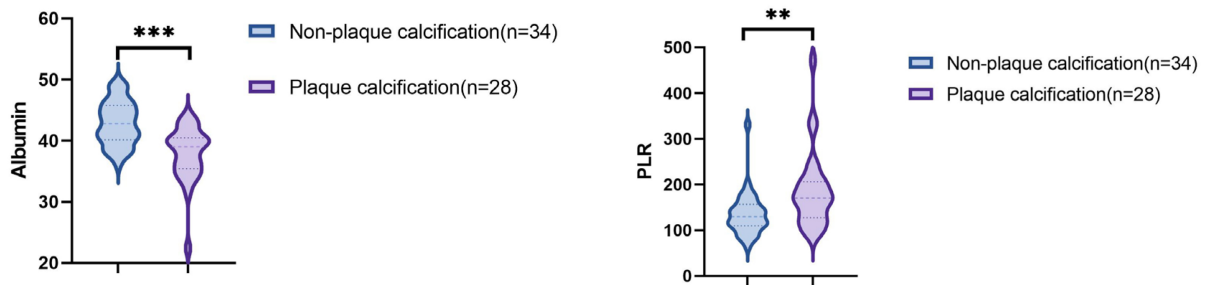 60
50
40
30
20
Albumin
***
Non-plaque calcification(n=34)
Plaque calcification(n=28)
500
400
300
200
100
0
PLR
**
Non-plaque calcification(n=34)
Plaque calcification(n=28)